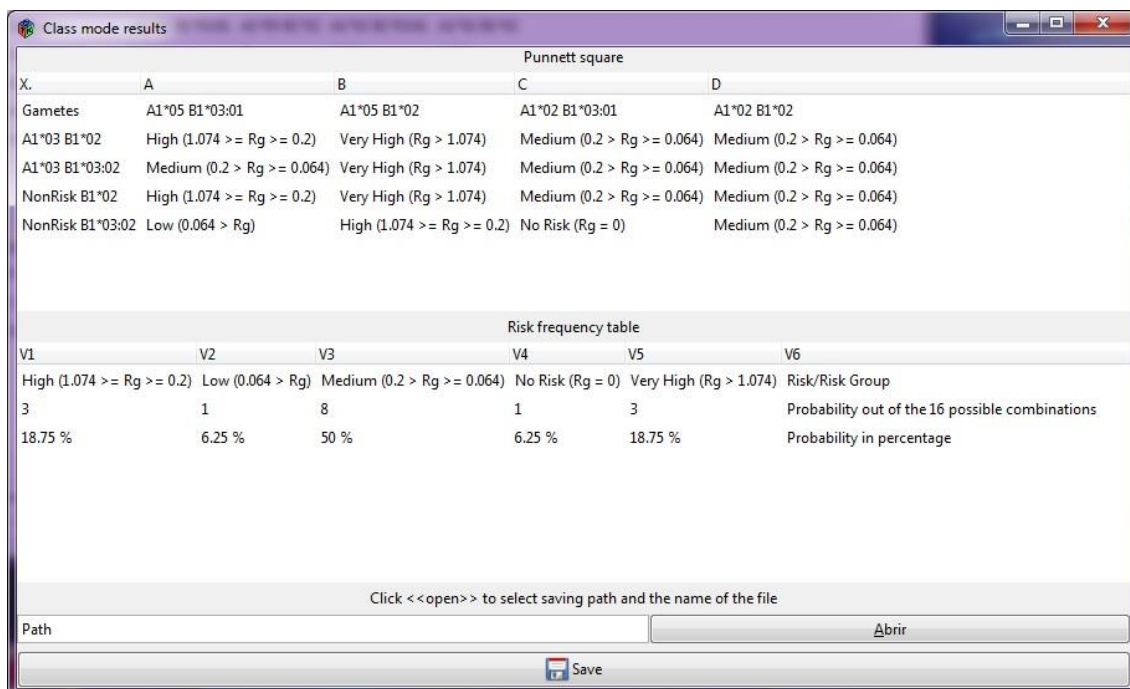 Class mode results
Punnett square
X. A B C D
Gametes A1*05 B1*03:01 A1*05 B1*02 A1*02 B1*03:01 A1*02 B1*02
A1*03 B1*02 High (1.074 >= Rg >= 0.2) Very High (Rg > 1.074) Medium (0.2 > Rg >= 0.064) Medium (0.2 > Rg >= 0.064)
A1*03 B1*03:02 Medium (0.2 > Rg >= 0.064) Very High (Rg > 1.074) Medium (0.2 > Rg >= 0.064) Medium (0.2 > Rg >= 0.064)
NonRisk B1*02 High (1.074 >= Rg >= 0.2) Very High (Rg > 1.074) Medium (0.2 > Rg >= 0.064) Medium (0.2 > Rg >= 0.064)
NonRisk B1*03:02 Low (0.064 > Rg) High (1.074 >= Rg >= 0.2) No Risk (Rg = 0) Medium (0.2 > Rg >= 0.064)
Risk frequency table
V1 V2 V3 V4 V5 V6
High (1.074 >= Rg >= 0.2) Low (0.064 > Rg) Medium (0.2 > Rg >= 0.064) No Risk (Rg = 0) Very High (Rg > 1.074) Risk/Risk Group
3 1 8 1 3 Probability out of the 16 possible combinations
18.75 % 6.25 % 50 % 6.25 % 18.75 % Probability in percentage
Click <<open>> to select saving path and the name of the file
Path Abrir
Save